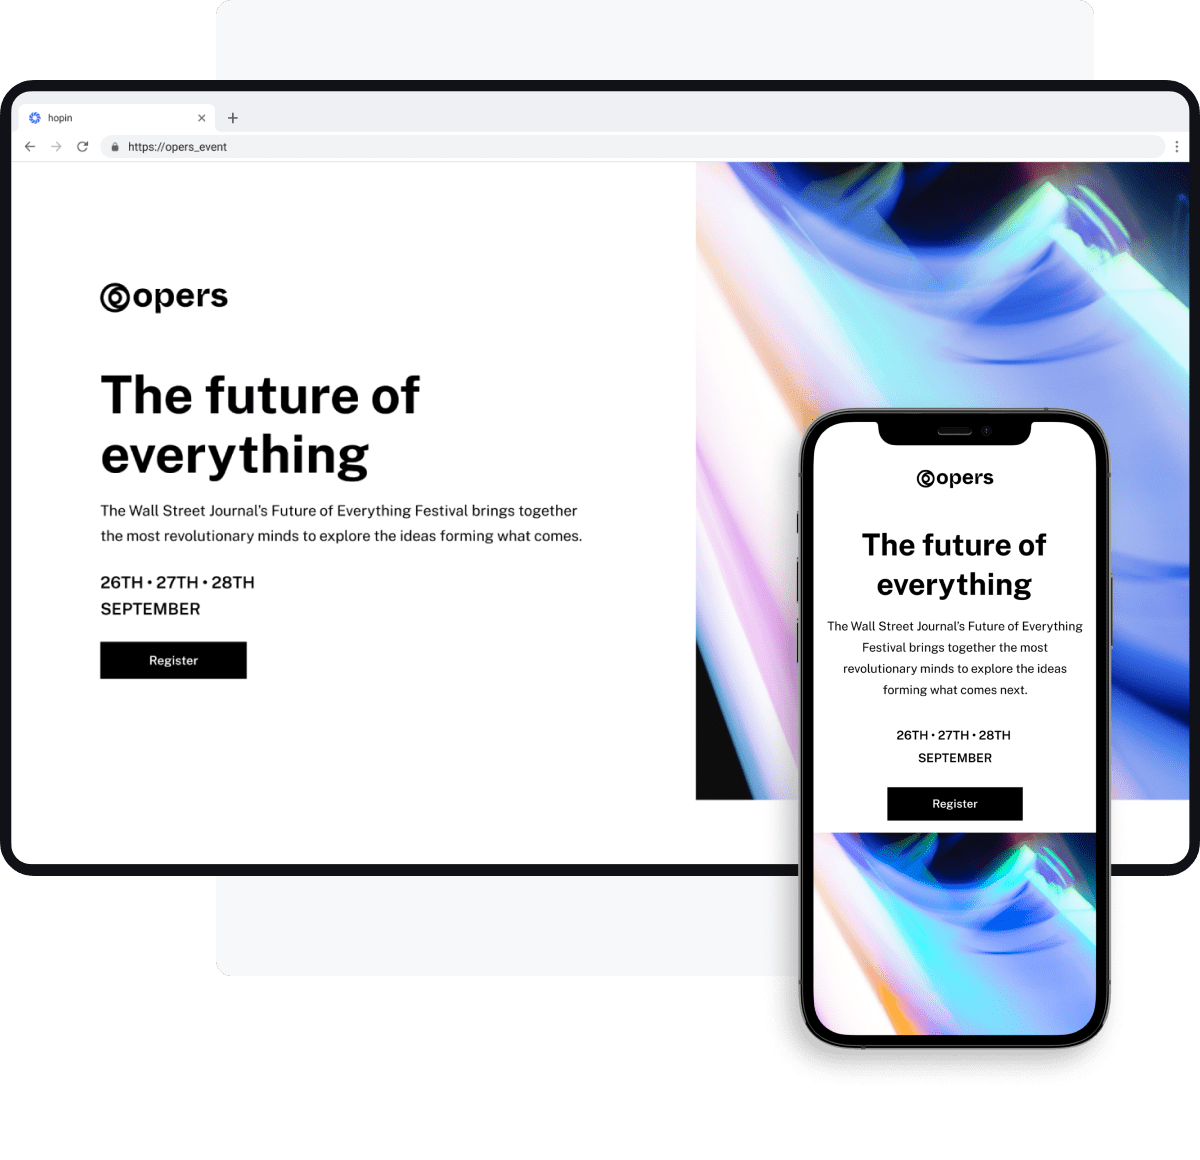 hopin
https://opers_event
opers
The future of
everything
The Wall Street Journal's Future of Everything Festival brings together
the most revolutionary minds to explore the ideas forming what comes.
26TH • 27TH • 28TH
SEPTEMBER
Register
opers
The future of
everything
The Wall Street Journal's Future of Everything
Festival brings together the most
revolutionary minds to explore the ideas
forming what comes next.
26TH • 27TH • 28TH
SEPTEMBER
Register